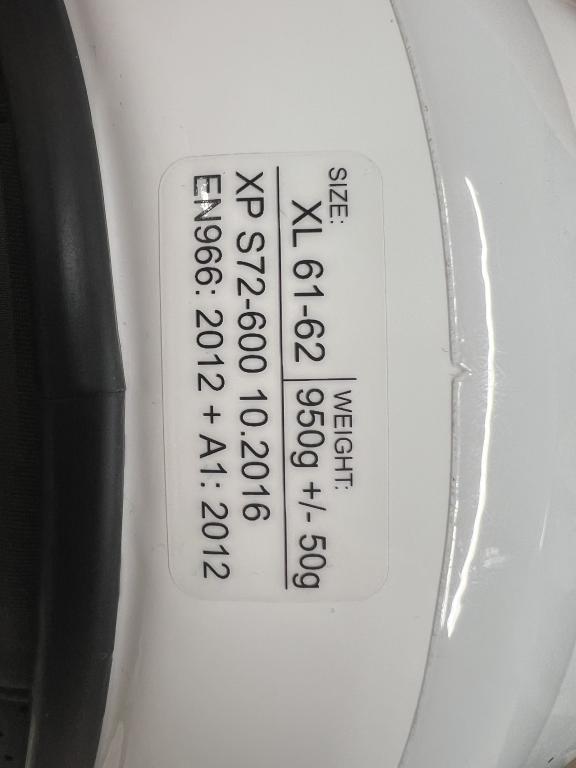 SIZE: WEIGHT:
XL 61-62 950g +/- 50g
XP S72-600 10.2016
EN966: 2012 + A1: 2012